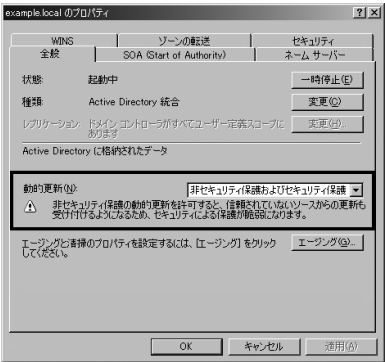 example.local のプロパティ
WINS ゾーンの転送 セキュリティ
全般 SOA (Start of Authority) ネーム サーバー
状態: 起動中 一時停止(E)
種類: Active Directory 統合 変更(C)...
レプリケーション: ドメイン コントローラがすべてユーザー定義スコープに
あります 変更(H)...
Active Directory に格納されたデータ
動的更新(N): 非セキュリティ保護およびセキュリティ保護
非セキュリティ保護の動的更新を許可すると、信頼されていないソースからの更新も
受け付けるようになるため、セキュリティによる保護が脆弱になります。
エージングと清掃のプロパティを設定するには、[エージング] をクリック
してください。 エージング(G)...
OK キャンセル 適用(A)